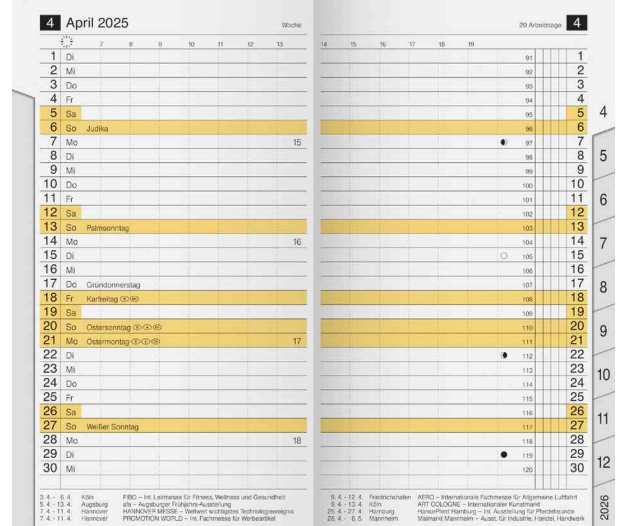 4 April 2025 Woche 20 Arbeitstage 4
7 8 9 10 11 12 13 14 15 16 17 18 19
1 Di 91 1
2 Mi 92 2
3 Do 93 3
4 Fr 94 4
5 Sa 95 5 4
6 So Judika 96 6
7 Mo 15 97 7
8 Di 98 8 5
9 Mi 99 9
10 Do 100 10
11 Fr 101 11 6
12 Sa 102 12
13 So Palmsonntag 103 13
14 Mo 16 104 14 7
15 Di 105 15
16 Mi 106 16
17 Do Gründonnerstag 107 17 8
18 Fr Karfreitag 108 18
19 Sa 109 19
20 So Ostersonntag 110 20 9
21 Mo Ostermontag 17 111 21
22 Di 112 22
23 Mi 113 23 10
24 Do 114 24
25 Fr 115 25
26 Sa 116 26 11
27 So Weißer Sonntag 117 27
28 Mo 18 118 28
29 Di 119 29 12
30 Mi 120 30
3. 4. - 6. 4. Köln FIBO – Int. Leitmesse für Fitness, Wellness und Gesundheit
5. 4. - 13. 4. Augsburg afa – Augsburger Frühjahrs-Ausstellung
7. 4. - 11. 4. Hannover HANNOVER MESSE – Weltweit wichtigstes Technologieereignis
7. 4. - 11. 4. Hannover PROMOTION WORLD – Int. Fachmesse für Werbeartikel
9. 4. - 12. 4. Friedrichshafen AERO – Internationale Fachmesse für Allgemeine Luftfahrt
9. 4. - 13. 4. Köln ART COLOGNE – Internationaler Kunstmarkt
25. 4. - 27. 4. Hamburg HansePferd Hamburg – Int. Ausstellung für Pferdefreunde
26. 4. - 6. 5. Mannheim Maimarkt Mannheim – Ausst. für Industrie, Handel, Handwerk
2026